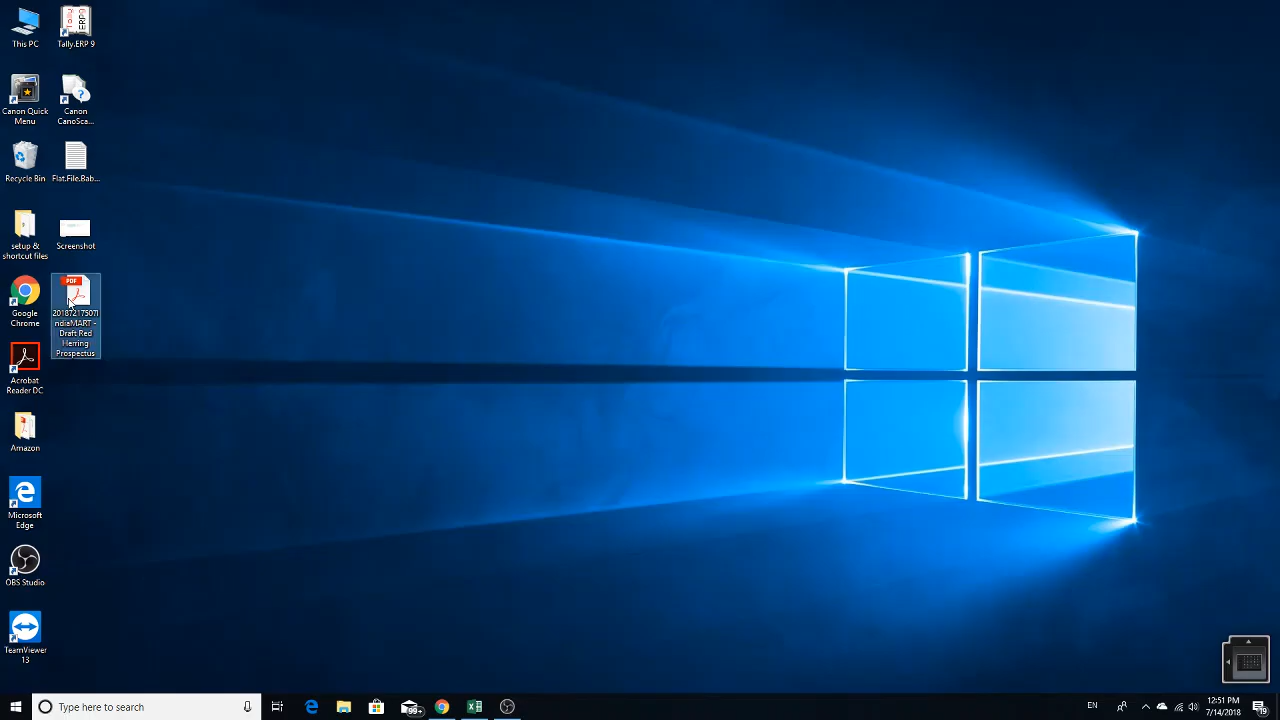 This PC
Tally.ERP 9
Canon Quick
Menu
Canon
CanoSca...
Recycle Bin
Flat.File.Bab...
setup &
shortcut files
Screenshot
Google
Chrome
PDF
2018721750?I
ndiaMART -
Draft Red
Herring
Prospectus
Acrobat
Reader DC
Amazon
Microsoft
Edge
OBS Studio
TeamViewer
13
Type here to search
99+
EN
12:51 PM
7/14/2018